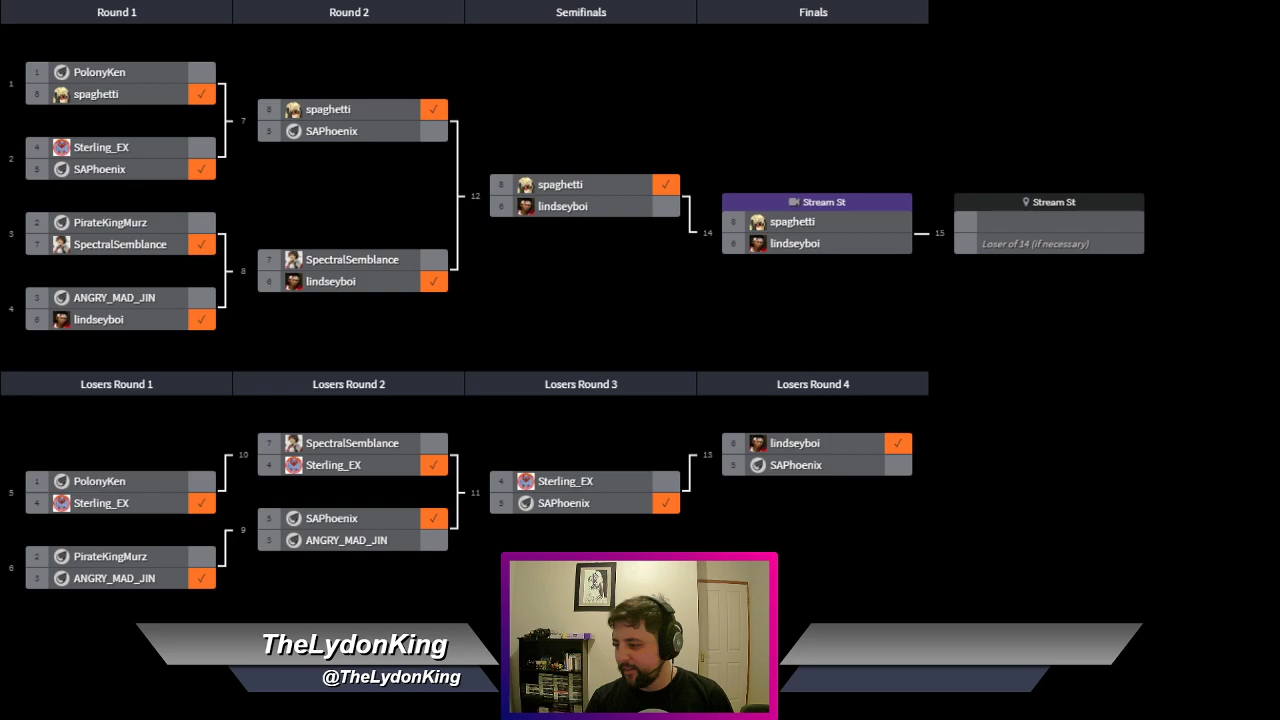 Round 1
Round 2
Semifinals
Finals
1
1 PolonyKen
8 spaghetti ✓
2
4 Sterling_EX
5 SAPhoenix ✓
3
2 PirateKingMurz
7 SpectralSemblance ✓
4
3 ANGRY_MAD_JIN
6 lindseyboi ✓
7
8 spaghetti ✓
5 SAPhoenix
8
7 SpectralSemblance
6 lindseyboi ✓
12
8 spaghetti ✓
6 lindseyboi
14
Stream St
8 spaghetti
6 lindseyboi
15
Stream St
Loser of 14 (if necessary)
Losers Round 1
Losers Round 2
Losers Round 3
Losers Round 4
5
1 PolonyKen
4 Sterling_EX ✓
6
2 PirateKingMurz
3 ANGRY_MAD_JIN ✓
10
7 SpectralSemblance
4 Sterling_EX ✓
9
5 SAPhoenix ✓
3 ANGRY_MAD_JIN
11
4 Sterling_EX
5 SAPhoenix ✓
13
6 lindseyboi ✓
5 SAPhoenix
TheLydonKing
@TheLydonKing